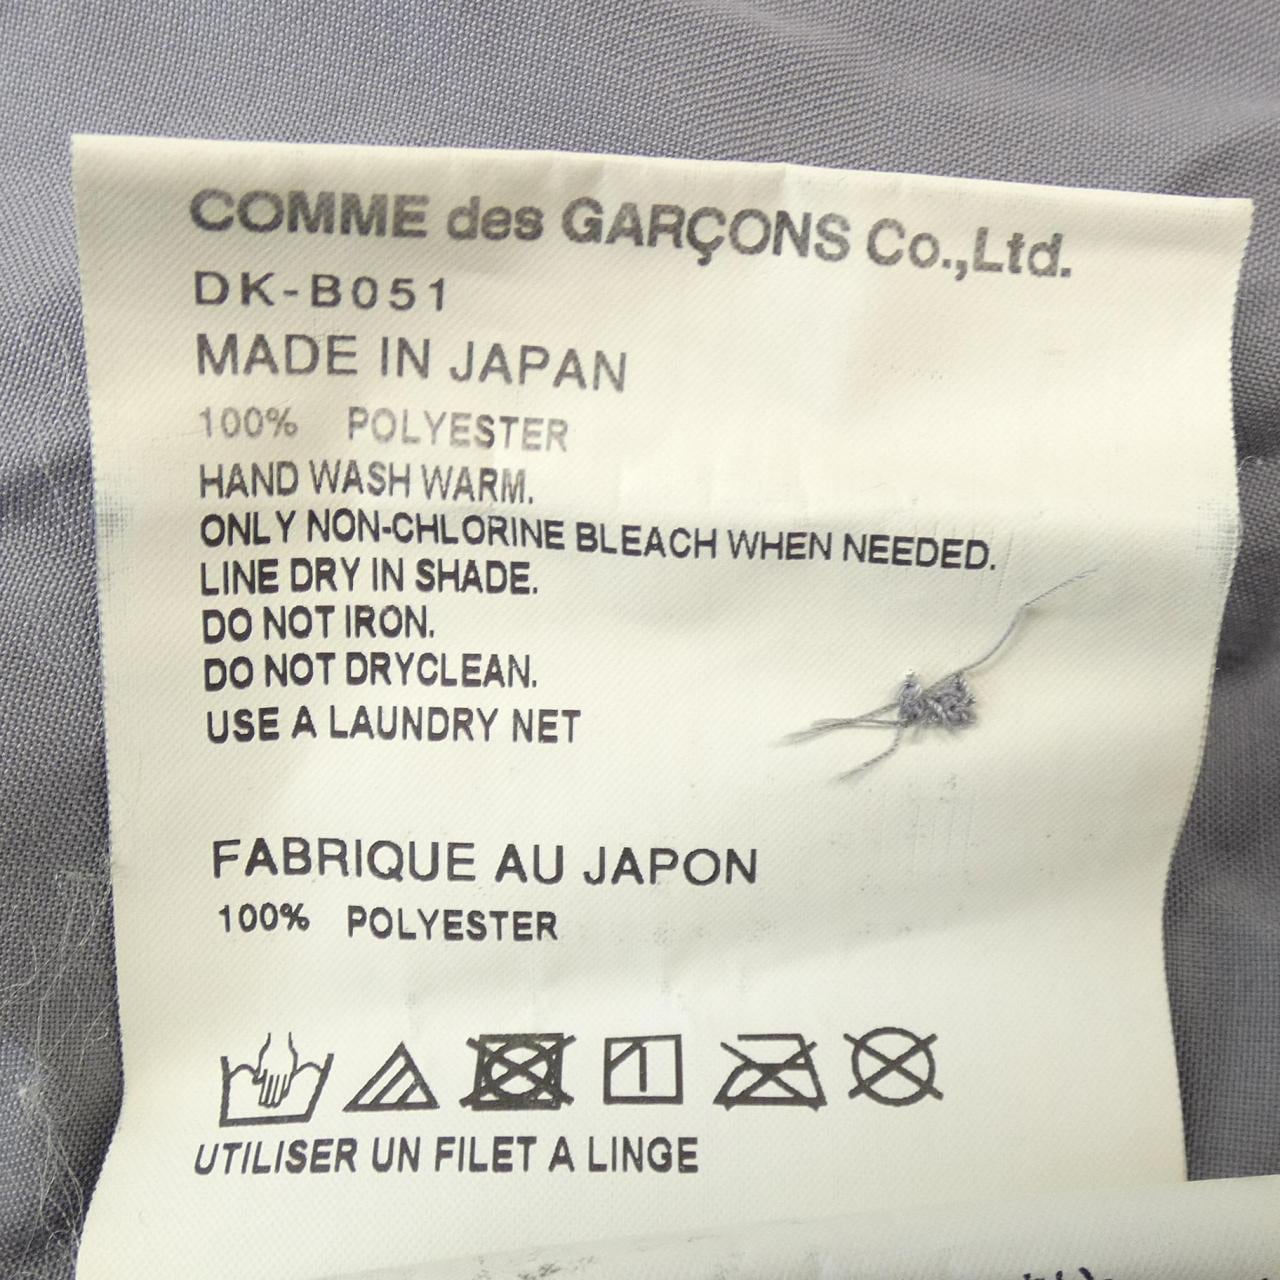 COMME des GARÇONS Co.,Ltd.
DK-B051
MADE IN JAPAN
100% POLYESTER
HAND WASH WARM.
ONLY NON-CHLORINE BLEACH WHEN NEEDED.
LINE DRY IN SHADE.
DO NOT IRON.
DO NOT DRYCLEAN.
USE A LAUNDRY NET
FABRIQUE AU JAPON
100% POLYESTER
1
UTILISER UN FILET A LINGE